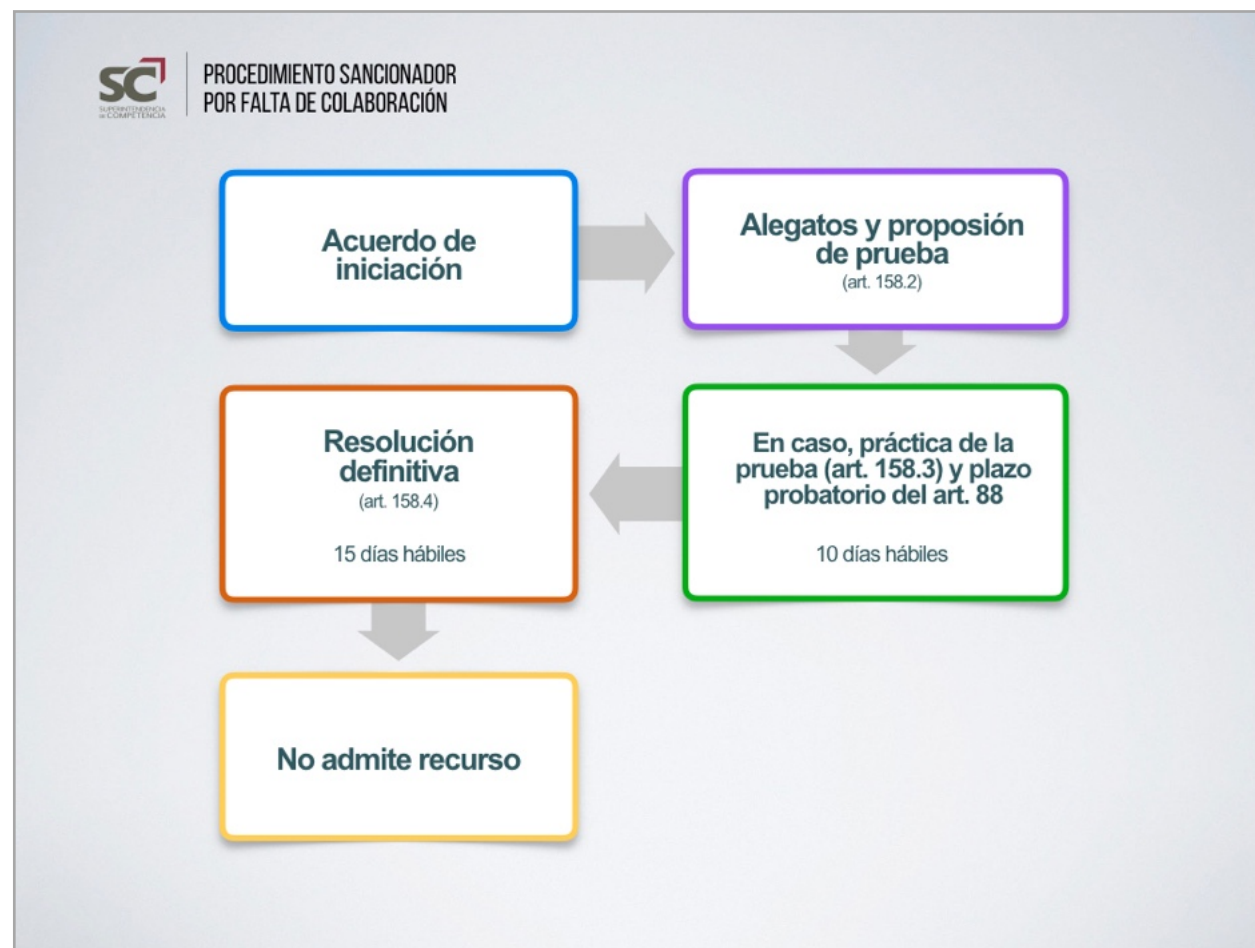 SC
SUPERINTENDENCIA
DE COMPETENCIA
PROCEDIMIENTO SANCIONADOR
POR FALTA DE COLABORACIÓN
Acuerdo de
iniciación
Alegatos y proposión
de prueba
(art. 158.2)
En caso, práctica de la
prueba (art. 158.3) y plazo
probatorio del art. 88
10 días hábiles
Resolución
definitiva
(art. 158.4)
15 días hábiles
No admite recurso